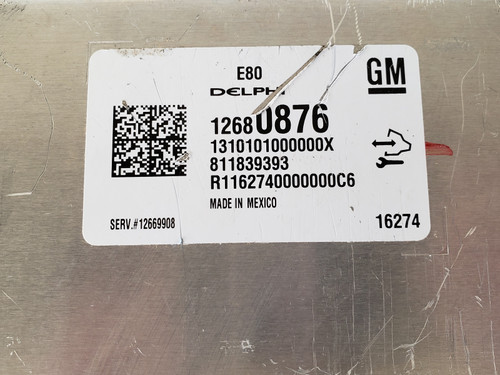 E80
GM
DELPHI
12680876
1310101000000X
811839393
R1162740000000C6
MADE IN MEXICO
SERV.#12669908
16274